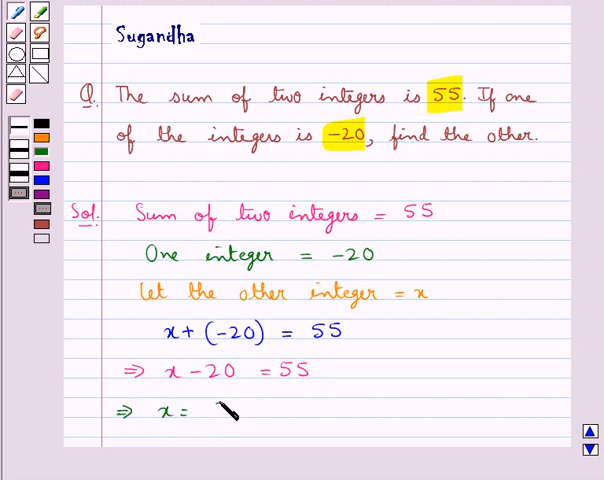 Sugandha
Q. The sum of two integers is 55. If one
of the integers is -20, find the other.
Sol. Sum of two integers = 55
One integer = -20
Let the other integer = x
x+ (-20) = 55
⇒ x - 20 = 55
⇒ x =